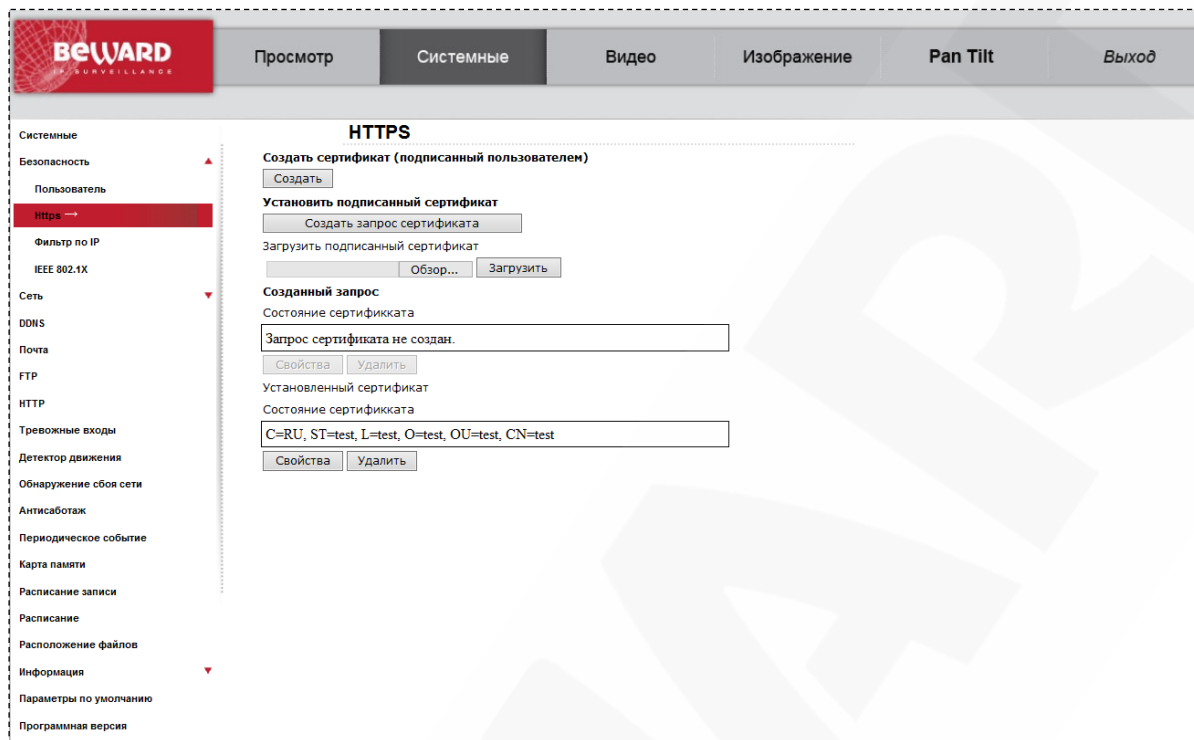 BEWARD
IP SURVEILLANCE
Просмотр
Системные
Видео
Изображение
Pan Tilt
Выход
Системные
Безопасность
Пользователь
Https →
Фильтр по IP
IEEE 802.1X
Сеть
DDNS
Почта
FTP
HTTP
Тревожные входы
Детектор движения
Обнаружение сбоя сети
Антисаботаж
Периодическое событие
Карта памяти
Расписание записи
Расписание
Расположение файлов
Информация
Параметры по умолчанию
Программная версия
HTTPS
Создать сертификат (подписанный пользователем)
Создать
Установить подписанный сертификат
Создать запрос сертификата
Загрузить подписанный сертификат
Обзор... Загрузить
Созданный запрос
Состояние сертификката
Запрос сертификата не создан.
Свойства Удалить
Установленный сертификат
Состояние сертификката
C=RU, ST=test, L=test, O=test, OU=test, CN=test
Свойства Удалить